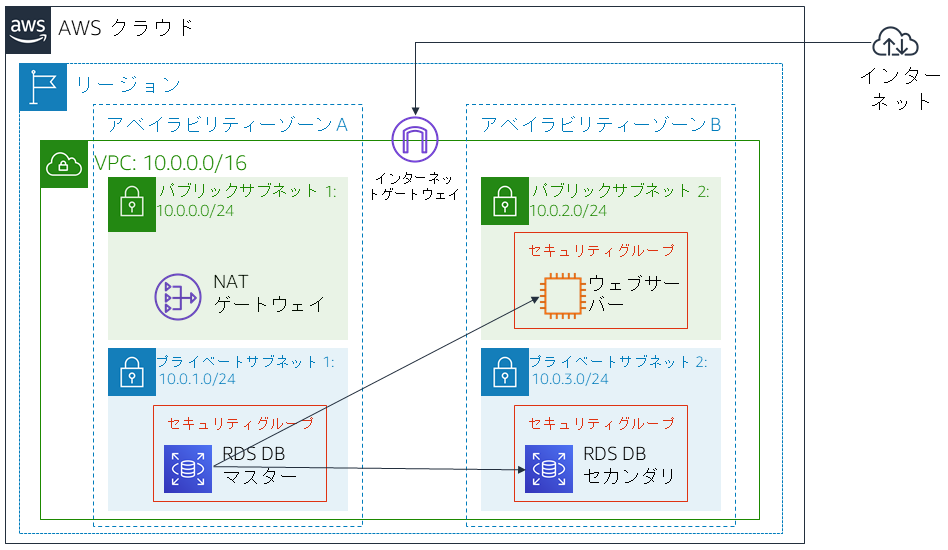 aws
AWS クラウド
インター
ネット
リージョン
アベイラビリティーゾーン A
アベイラビリティーゾーン B
VPC: 10.0.0.0/16
インターネッ
トゲートウェイ
パブリックサブネット 1:
10.0.0.0/24
パブリックサブネット 2:
10.0.2.0/24
セキュリティグループ
NAT
ゲートウェイ
ウェブサー
バー
プライベートサブネット 1:
10.0.1.0/24
プライベートサブネット 2:
10.0.3.0/24
セキュリティグループ
RDS DB
マスター
セキュリティグループ
RDS DB
セカンダリ